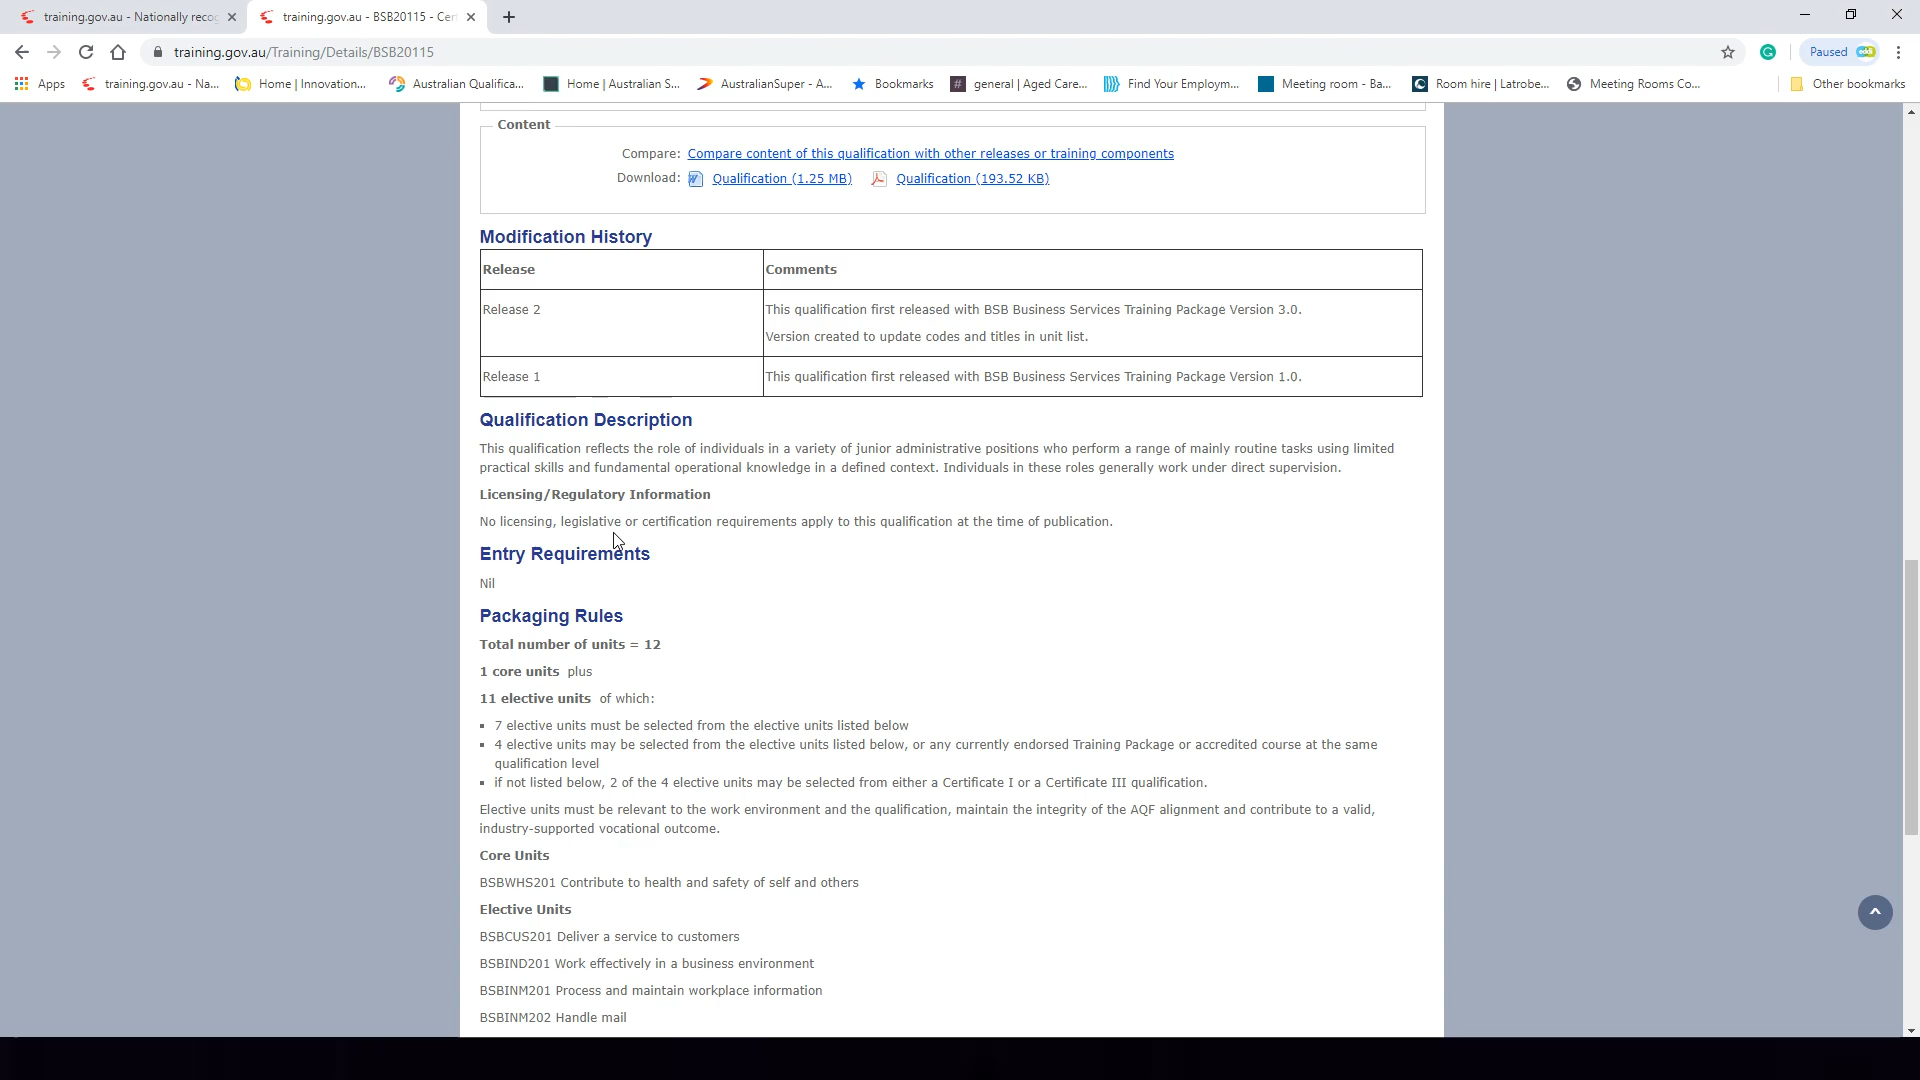 training.gov.au - Nationally recog
training.gov.au - BSB20115 - Cert
training.gov.au/Training/Details/BSB20115
Paused
Apps
training.gov.au - Na...
Home | Innovation...
Australian Qualifica...
Home | Australian S...
AustralianSuper - A...
Bookmarks
general | Aged Care...
Find Your Employm...
Meeting room - Ba...
Room hire | Latrobe...
Meeting Rooms Co...
Other bookmarks
Content
Compare: Compare content of this qualification with other releases or training components
Download: Qualification (1.25 MB) Qualification (193.52 KB)
Modification History
Release Comments
Release 2 This qualification first released with BSB Business Services Training Package Version 3.0.
Version created to update codes and titles in unit list.
Release 1 This qualification first released with BSB Business Services Training Package Version 1.0.
Qualification Description
This qualification reflects the role of individuals in a variety of junior administrative positions who perform a range of mainly routine tasks using limited
practical skills and fundamental operational knowledge in a defined context. Individuals in these roles generally work under direct supervision.
Licensing/Regulatory Information
No licensing, legislative or certification requirements apply to this qualification at the time of publication.
Entry Requirements
Nil
Packaging Rules
Total number of units = 12
1 core units plus
11 elective units of which:
▪ 7 elective units must be selected from the elective units listed below
▪ 4 elective units may be selected from the elective units listed below, or any currently endorsed Training Package or accredited course at the same
qualification level
▪ if not listed below, 2 of the 4 elective units may be selected from either a Certificate I or a Certificate III qualification.
Elective units must be relevant to the work environment and the qualification, maintain the integrity of the AQF alignment and contribute to a valid,
industry-supported vocational outcome.
Core Units
BSBWHS201 Contribute to health and safety of self and others
Elective Units
BSBCUS201 Deliver a service to customers
BSBIND201 Work effectively in a business environment
BSBINM201 Process and maintain workplace information
BSBINM202 Handle mail